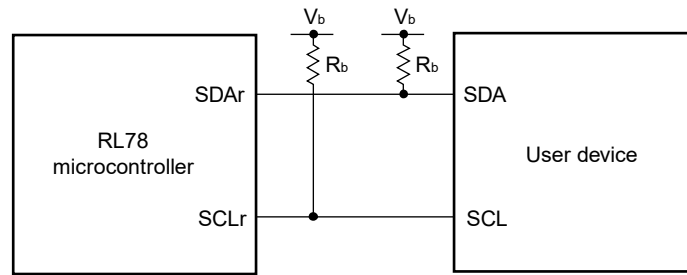 Vb
Vb
Rb
Rb
SDAr
SDA
RL78
microcontroller
User device
SCLr
SCL